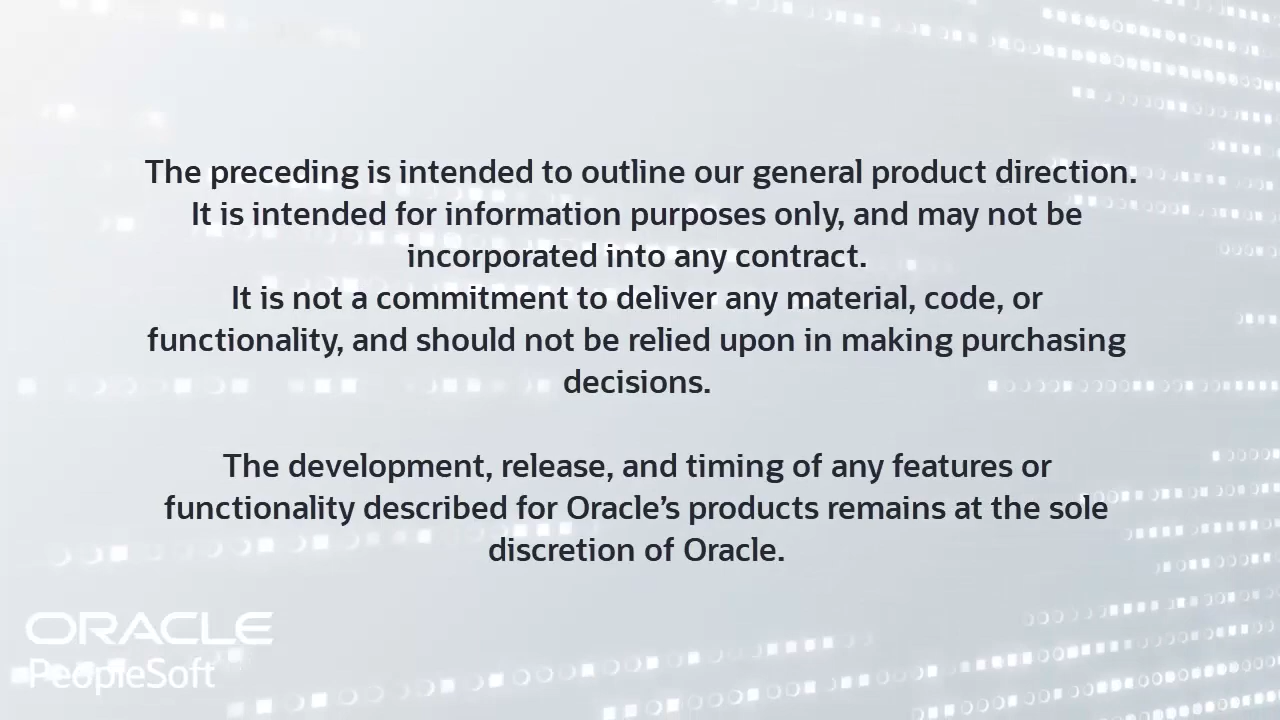 The preceding is intended to outline our general product direction.
It is intended for information purposes only, and may not be
incorporated into any contract.
It is not a commitment to deliver any material, code, or
functionality, and should not be relied upon in making purchasing
decisions.
The development, release, and timing of any features or
functionality described for Oracle’s products remains at the sole
discretion of Oracle.
ORACLE
PeopleSoft